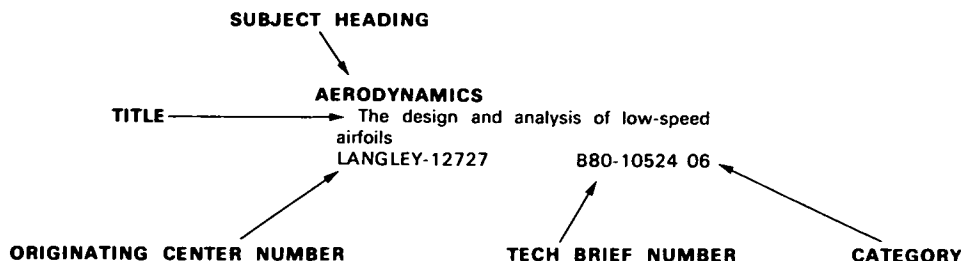 SUBJECT HEADING
AERODYNAMICS
TITLE
The design and analysis of low-speed
airfoils
LANGLEY-12727 B80-10524 06
ORIGINATING CENTER NUMBER
TECH BRIEF NUMBER
CATEGORY